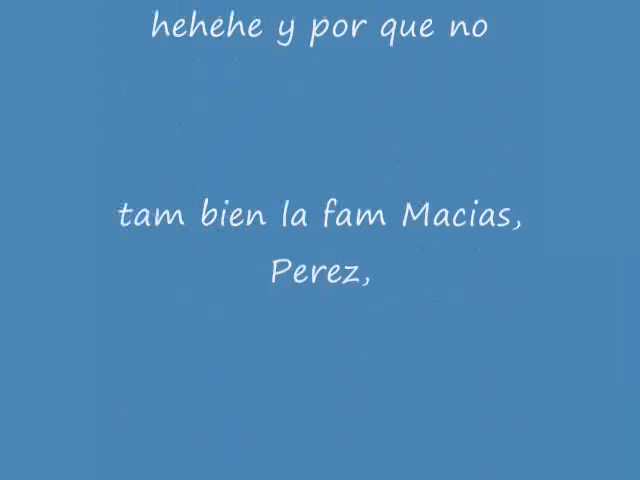 hehehe y por que no
tam bien la fam Macias,
Perez,